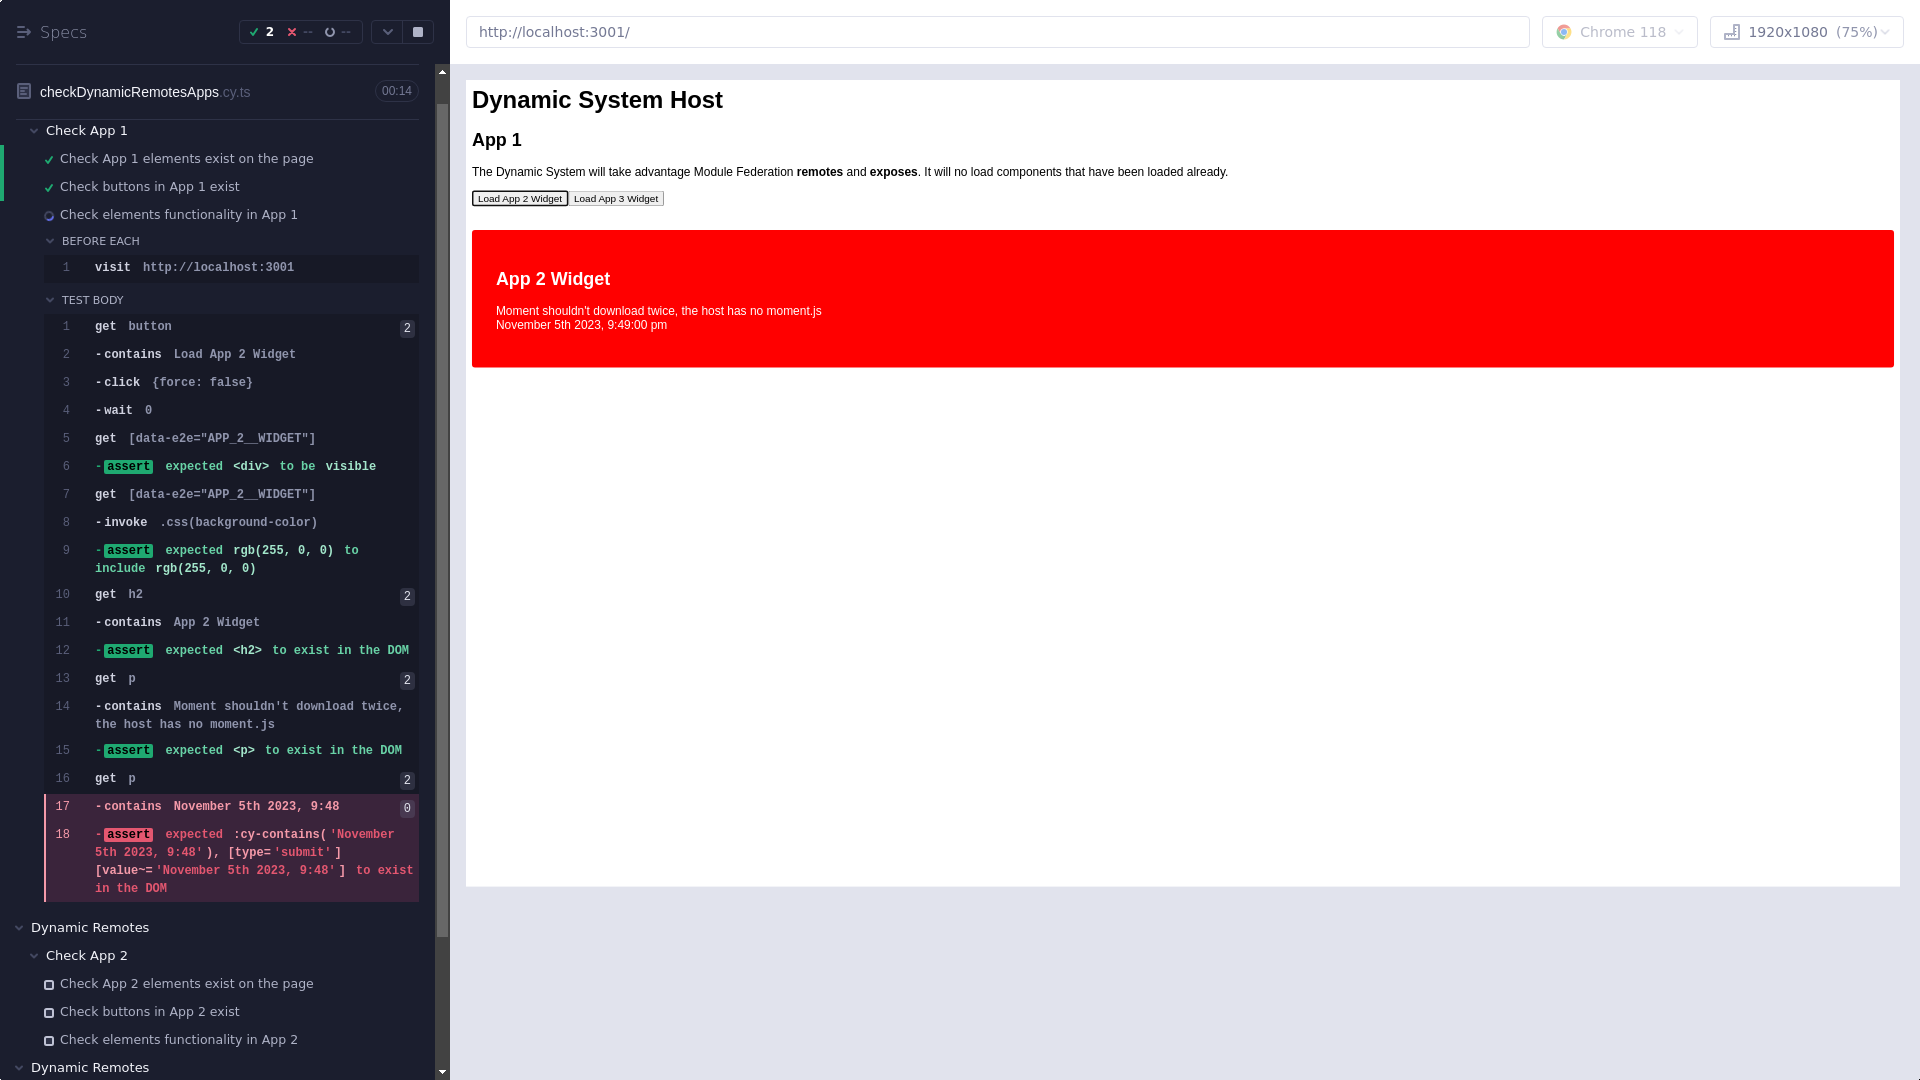 Specs
2 -- --
checkDynamicRemotesApps.cy.ts 00:14
Check App 1
Check App 1 elements exist on the page
Check buttons in App 1 exist
Check elements functionality in App 1
BEFORE EACH
1 visit http://localhost:3001
TEST BODY
1 get button 2
2 -contains Load App 2 Widget
3 -click {force: false}
4 -wait 0
5 get [data-e2e="APP_2__WIDGET"]
6 -assert expected <div> to be visible
7 get [data-e2e="APP_2__WIDGET"]
8 -invoke .css(background-color)
9 -assert expected rgb(255, 0, 0) to
include rgb(255, 0, 0)
10 get h2 2
11 -contains App 2 Widget
12 -assert expected <h2> to exist in the DOM
13 get p 2
14 -contains Moment shouldn't download twice,
the host has no moment.js
15 -assert expected <p> to exist in the DOM
16 get p 2
17 -contains November 5th 2023, 9:48 0
18 -assert expected :cy-contains('November
5th 2023, 9:48'), [type='submit']
[value~='November 5th 2023, 9:48'] to exist
in the DOM
Dynamic Remotes
Check App 2
Check App 2 elements exist on the page
Check buttons in App 2 exist
Check elements functionality in App 2
Dynamic Remotes
http://localhost:3001/
Chrome 118
1920x1080 (75%)
Dynamic System Host
App 1
The Dynamic System will take advantage Module Federation remotes and exposes. It will no load components that have been loaded already.
Load App 2 Widget Load App 3 Widget
App 2 Widget
Moment shouldn't download twice, the host has no moment.js
November 5th 2023, 9:49:00 pm